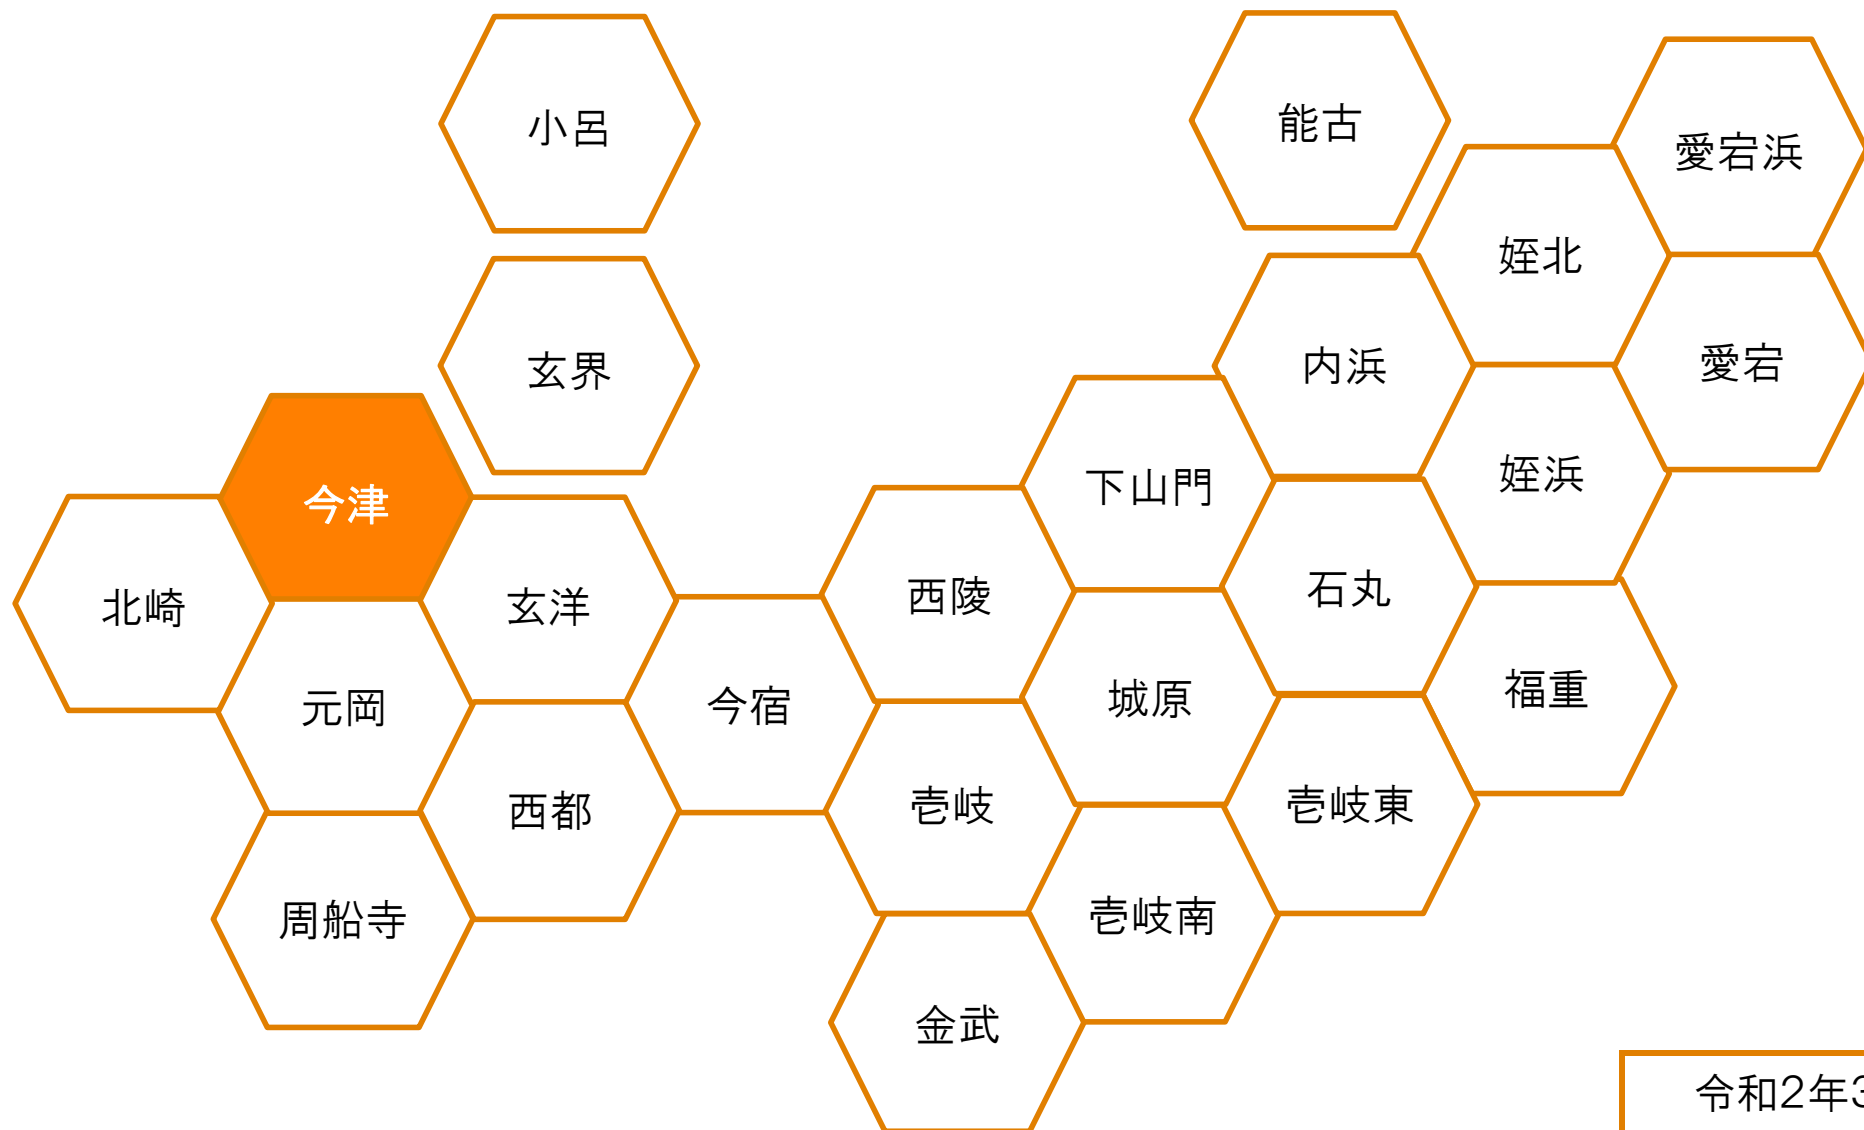 小呂
能古
愛宕浜
姪北
玄界
内浜
愛宕
下山門
姪浜
今津
北崎
玄洋
西陵
石丸
元岡
今宿
城原
福重
西都
壱岐
壱岐東
周船寺
壱岐南
金武
令和2年3